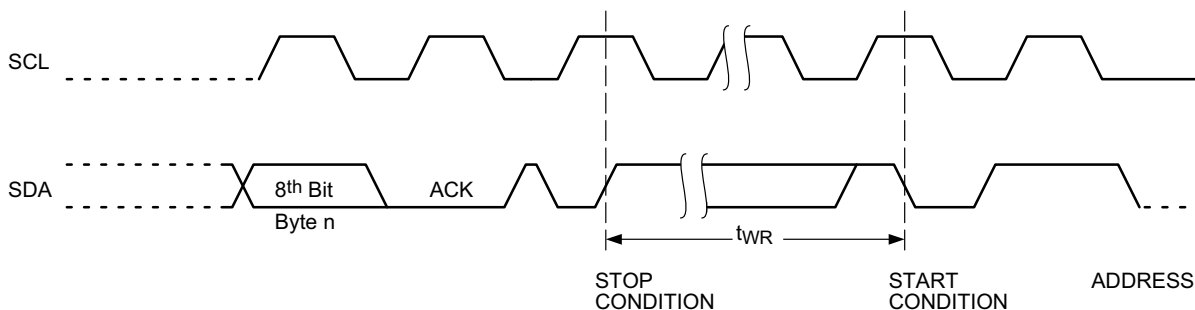 SCL
SDA
8th Bit
ACK
Byte n
tWR
STOP
CONDITION
START
CONDITION
ADDRESS